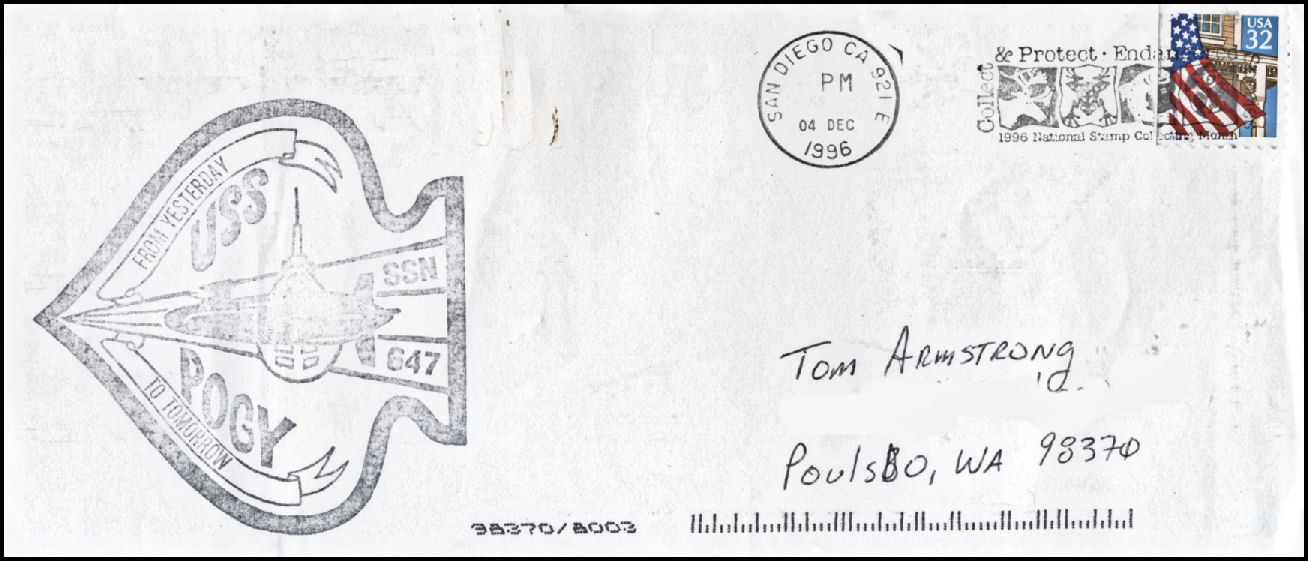 FROM YESTERDAY
USS
SSN
647
POGY
TO TOMORROW
SAN DIEGO CA 921 E
PM
04 DEC
1996
Collect
& Protect · Endangered
1996 National Stamp Collecting Month
USA
32
Tom Armstrong
Poulsbo, WA 98370
98370/8003